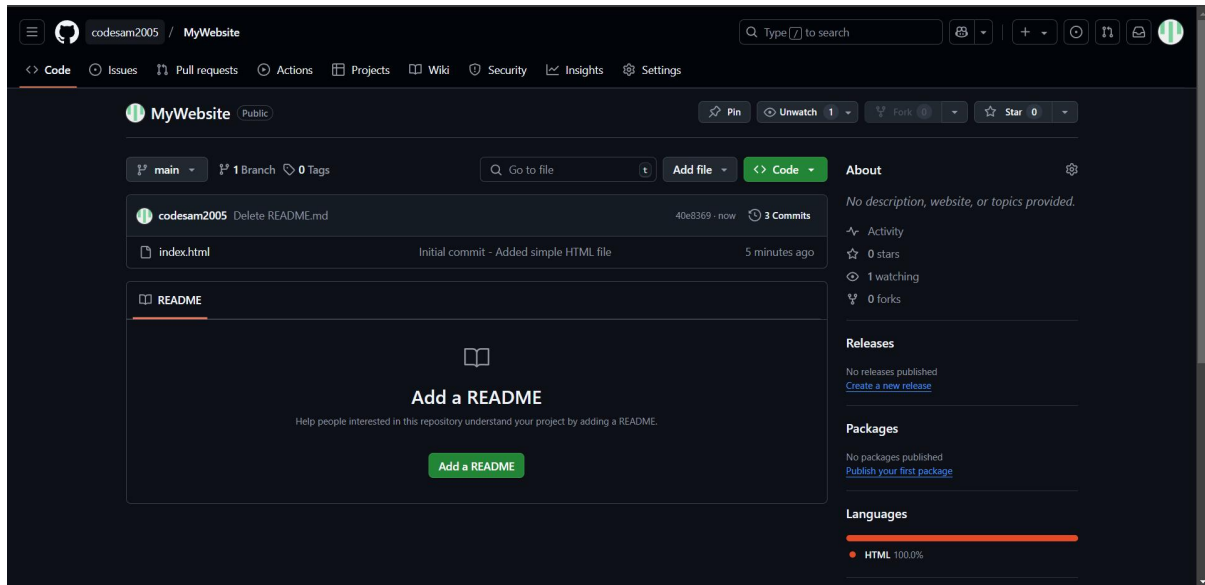 codesam2005 / MyWebsite
Type / to search
Code Issues Pull requests Actions Projects Wiki Security Insights Settings
MyWebsite Public
Pin Unwatch 1 Fork 0 Star 0
main 1 Branch 0 Tags
Go to file t Add file Code
codesam2005 Delete README.md 40e8369 · now 3 Commits
index.html Initial commit - Added simple HTML file 5 minutes ago
README
Add a README
Help people interested in this repository understand your project by adding a README.
Add a README
About
No description, website, or topics provided.
Activity
0 stars
1 watching
0 forks
Releases
No releases published
Create a new release
Packages
No packages published
Publish your first package
Languages
HTML 100.0%